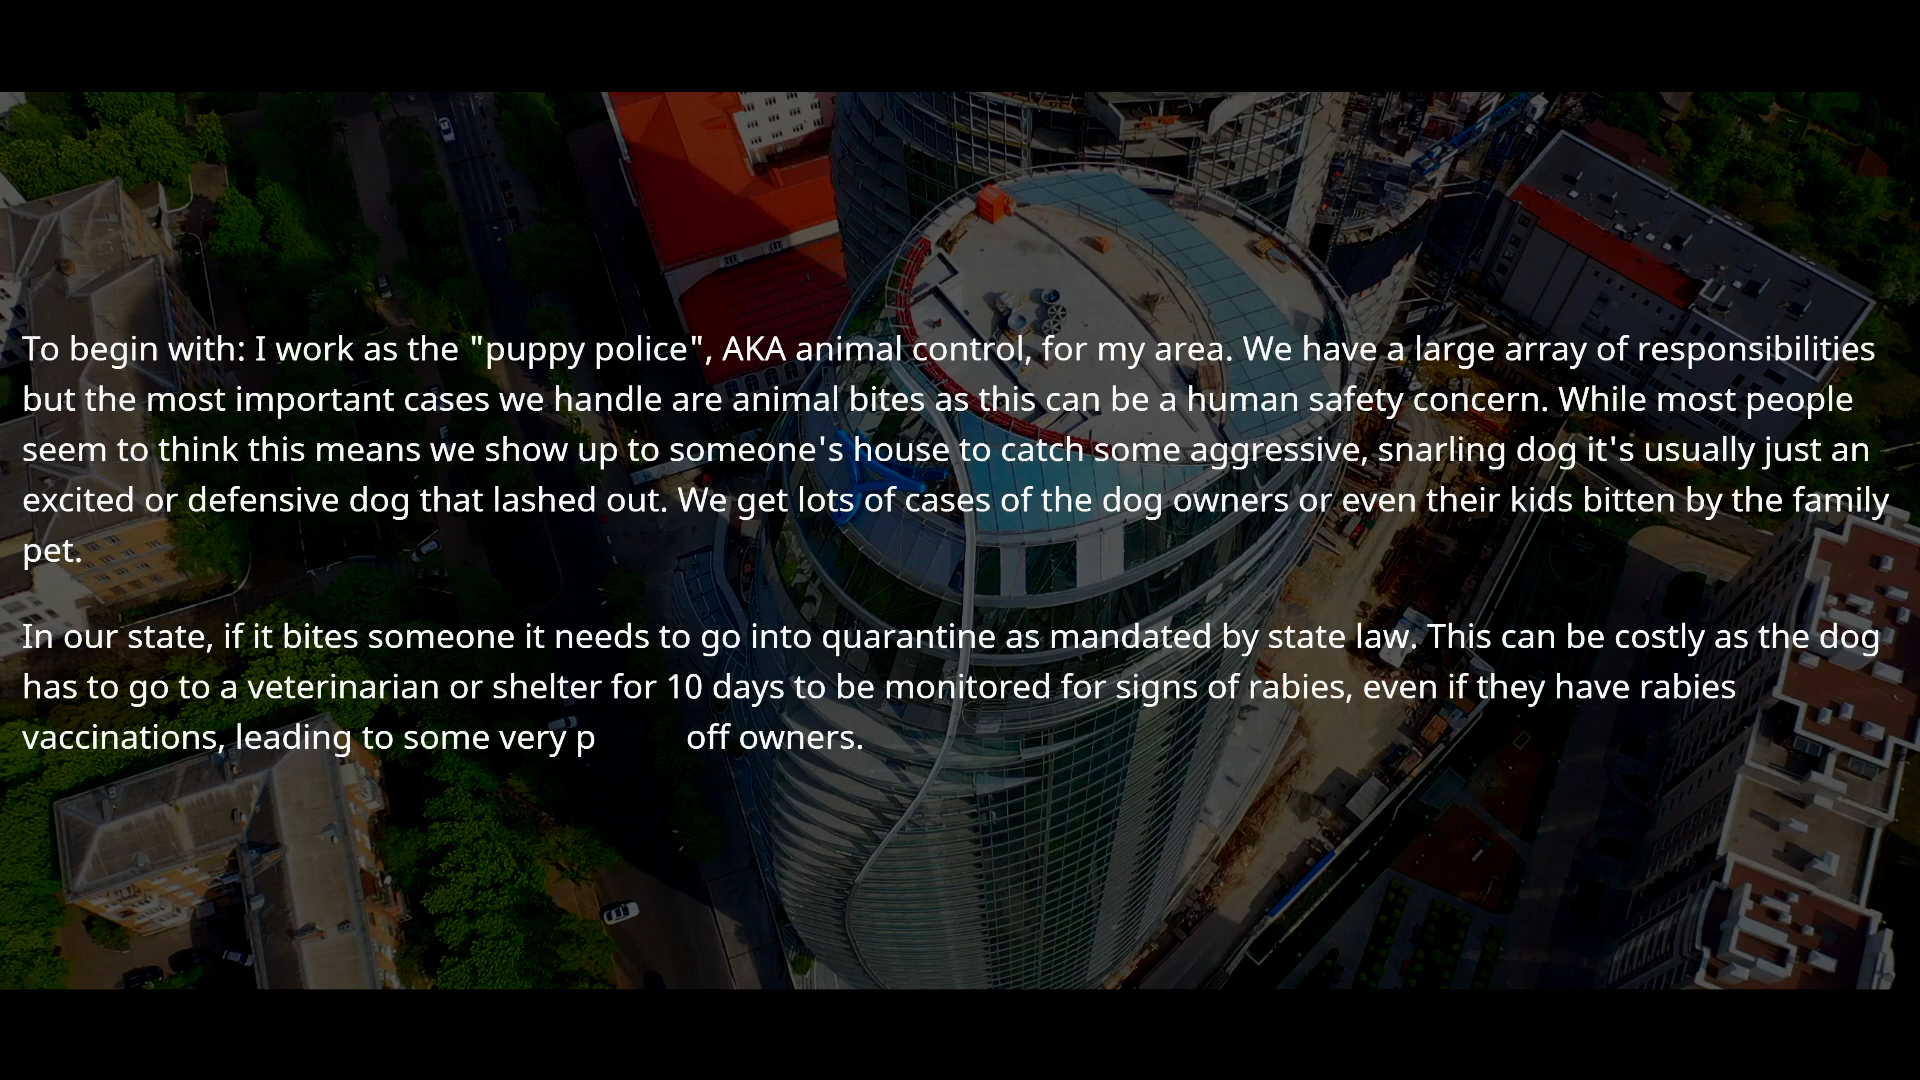 To begin with: I work as the "puppy police", AKA animal control, for my area. We have a large array of responsibilities
but the most important cases we handle are animal bites as this can be a human safety concern. While most people
seem to think this means we show up to someone's house to catch some aggressive, snarling dog it's usually just an
excited or defensive dog that lashed out. We get lots of cases of the dog owners or even their kids bitten by the family
pet.
In our state, if it bites someone it needs to go into quarantine as mandated by state law. This can be costly as the dog
has to go to a veterinarian or shelter for 10 days to be monitored for signs of rabies, even if they have rabies
vaccinations, leading to some very p off owners.